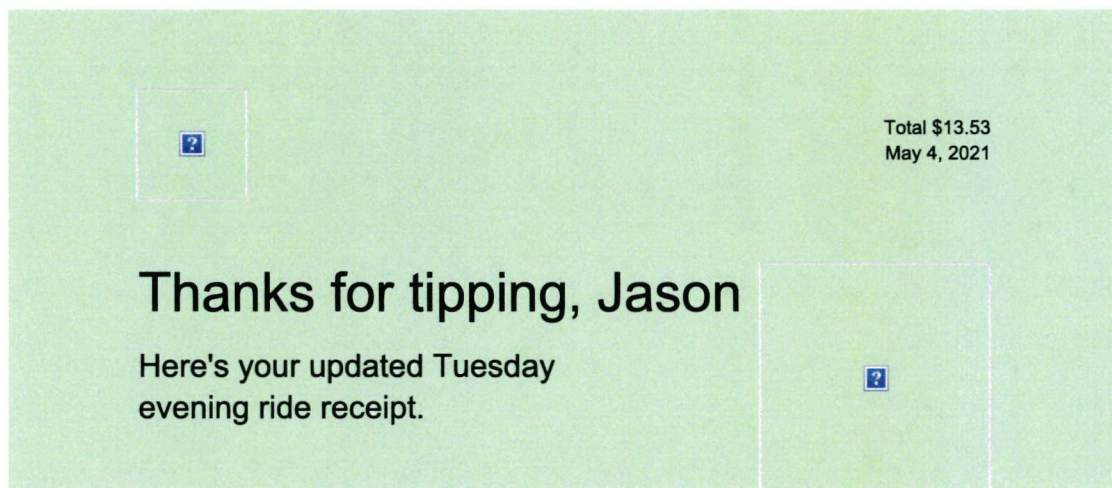 Total $13.53
May 4, 2021
Thanks for tipping, Jason
Here's your updated Tuesday
evening ride receipt.